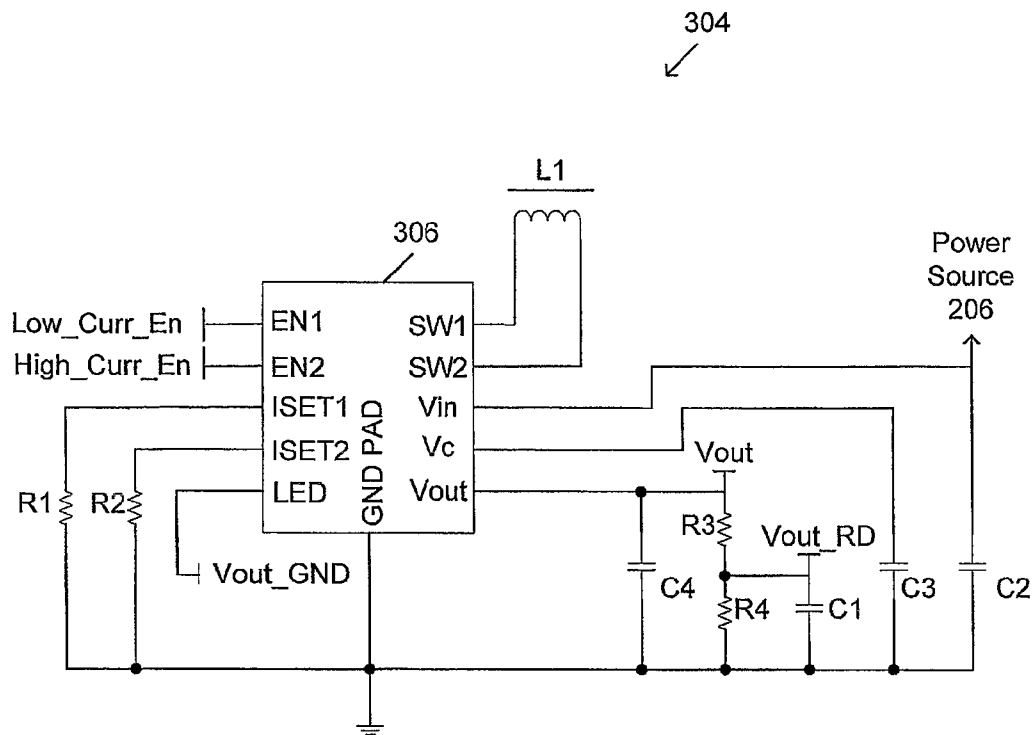 304
L1
306
Power
Source
206
Low_Curr_En
High_Curr_En
EN1
EN2
ISET1
ISET2
LED
GND PAD
SW1
SW2
Vin
Vc
Vout
Vout
R1
R2
Vout_GND
R3
Vout_RD
C4
R4
C1
C3
C2